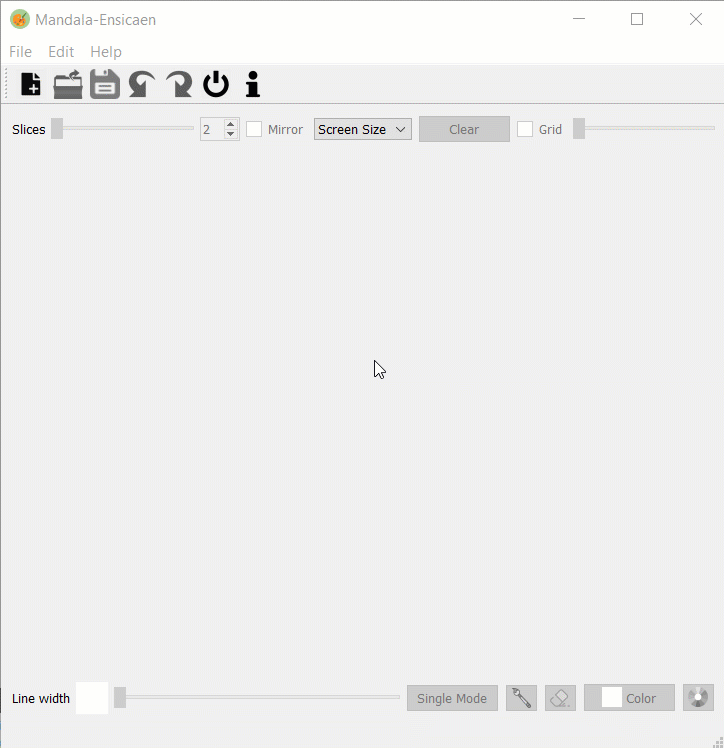 Mandala-Ensicaen
File Edit Help
Slices 2 Mirror Screen Size Clear Grid
Line width Single Mode Color